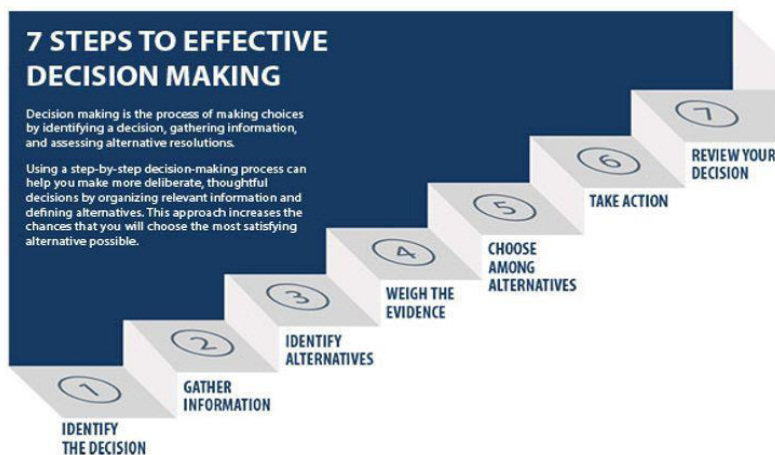 7 STEPS TO EFFECTIVE
DECISION MAKING
Decision making is the process of making choices
by identifying a decision, gathering information,
and assessing alternative resolutions.
Using a step-by-step decision-making process can
help you make more deliberate, thoughtful
decisions by organizing relevant information and
defining alternatives. This approach increases the
chances that you will choose the most satisfying
alternative possible.
1
IDENTIFY
THE DECISION
2
GATHER
INFORMATION
3
IDENTIFY
ALTERNATIVES
4
WEIGH THE
EVIDENCE
5
CHOOSE
AMONG
ALTERNATIVES
6
TAKE ACTION
7
REVIEW YOUR
DECISION